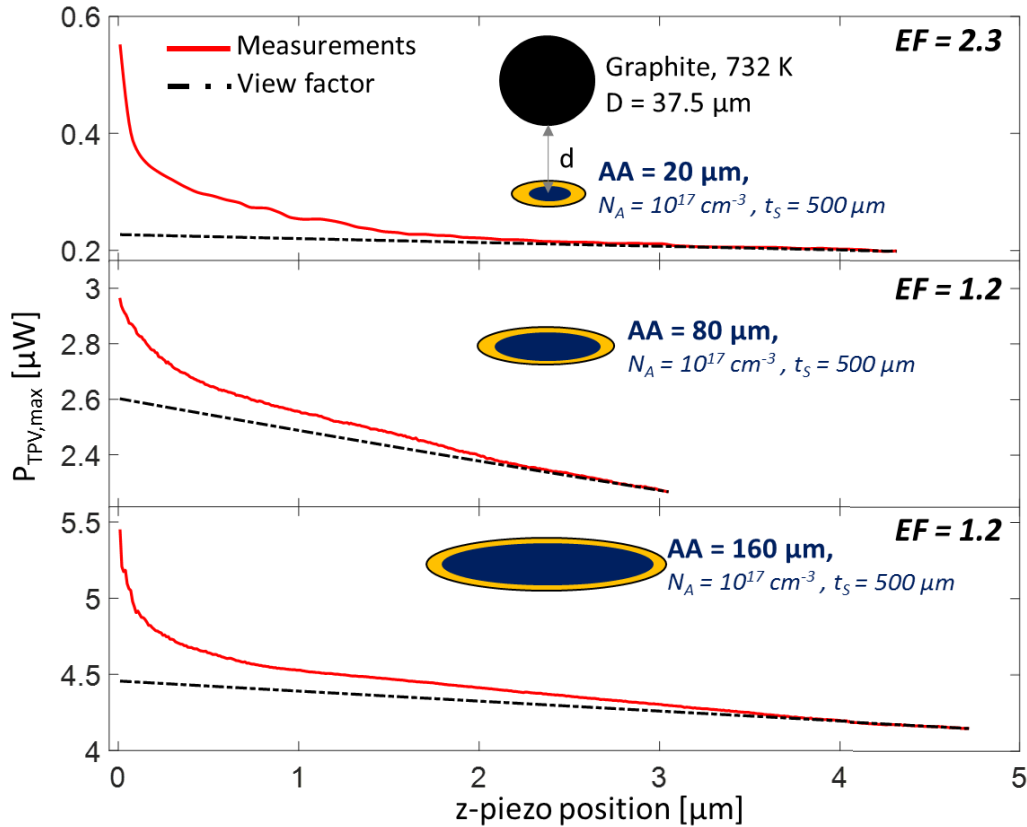 0.6
EF = 2.3
Measurements
View factor
Graphite, 732 K
D = 37.5 µm
0.4
d
AA = 20 µm,
N_A = 10^17 cm^-3 , t_S = 500 µm
0.2
3
EF = 1.2
2.8
AA = 80 µm,
N_A = 10^17 cm^-3 , t_S = 500 µm
2.6
2.4
P_TPV,max [µW]
5.5
EF = 1.2
AA = 160 µm,
N_A = 10^17 cm^-3 , t_S = 500 µm
5
4.5
4
0 1 2 3 4 5
z-piezo position [µm]